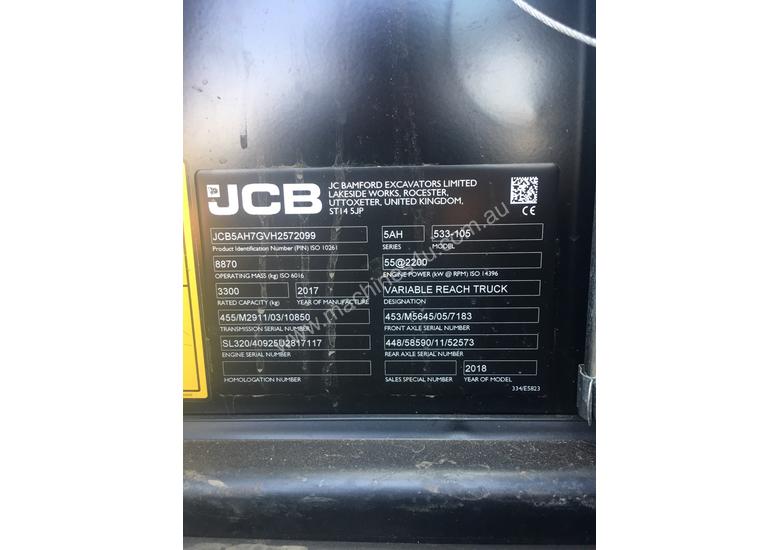 JCB
JC BAMFORD EXCAVATORS LIMITED
LAKESIDE WORKS, ROCESTER,
UTTOXETER, UNITED KINGDOM,
ST14 5JP
CE
JCB5AH7GVH2572099 5AH 533-105
Product Identification Number (PIN) ISO 10261 SERIES MODEL
8870 55@2200
OPERATING MASS (kg) ISO 6016 ENGINE POWER (kW @ RPM) ISO 14396
3300 2017 VARIABLE REACH TRUCK
RATED CAPACITY (kg) YEAR OF MANUFACTURE DESIGNATION
455/M2911/03/10850 453/M5645/05/7183
TRANSMISSION SERIAL NUMBER FRONT AXLE SERIAL NUMBER
SL320/40925U2817117 448/58590/11/52573
ENGINE SERIAL NUMBER REAR AXLE SERIAL NUMBER
2018
HOMOLOGATION NUMBER SALES SPECIAL NUMBER YEAR OF MODEL
334/E5823
www.machines4u.com.au